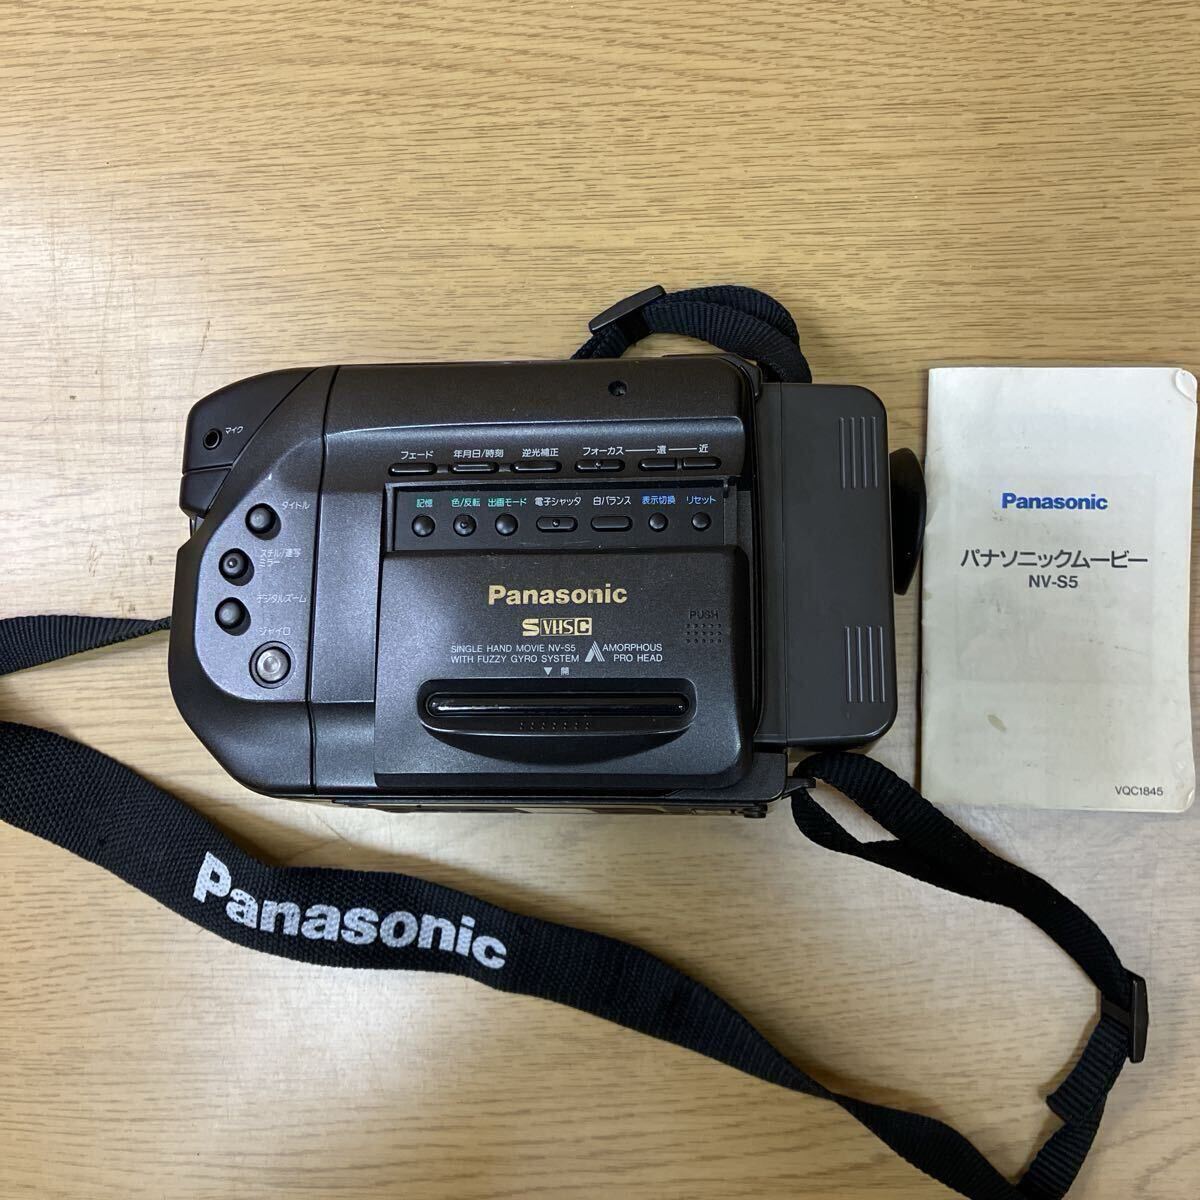 マイク
フェード 年月日/時刻 逆光補正 フォーカス 遠 近
記憶 色/反転 出画モード 電子シャッタ 白バランス 表示切換 リセット
タイトル
スチル/連写
ミラー
デジタルズーム
ジャイロ
Panasonic
S VHS C
PUSH
SINGLE HAND MOVIE NV-S5
WITH FUZZY GYRO SYSTEM
AMORPHOUS
PRO HEAD
▼ 開
Panasonic
パナソニックムービー
NV-S5
VQC1845
Panasonic